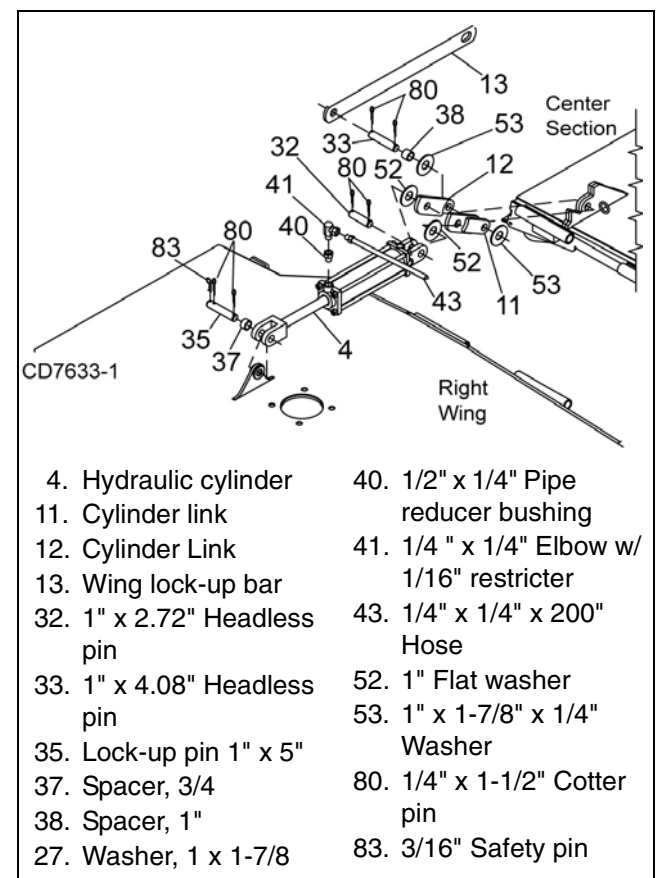 13
80
38
53
Center
Section
33
12
32
80
52
41
40
52
53
11
43
83
80
35
37
4
CD7633-1
Right
Wing
4. Hydraulic cylinder
11. Cylinder link
12. Cylinder Link
13. Wing lock-up bar
32. 1" x 2.72" Headless
pin
33. 1" x 4.08" Headless
pin
35. Lock-up pin 1" x 5"
37. Spacer, 3/4
38. Spacer, 1"
27. Washer, 1 x 1-7/8
40. 1/2" x 1/4" Pipe
reducer bushing
41. 1/4 " x 1/4" Elbow w/
1/16" restricter
43. 1/4" x 1/4" x 200"
Hose
52. 1" Flat washer
53. 1" x 1-7/8" x 1/4"
Washer
80. 1/4" x 1-1/2" Cotter
pin
83. 3/16" Safety pin